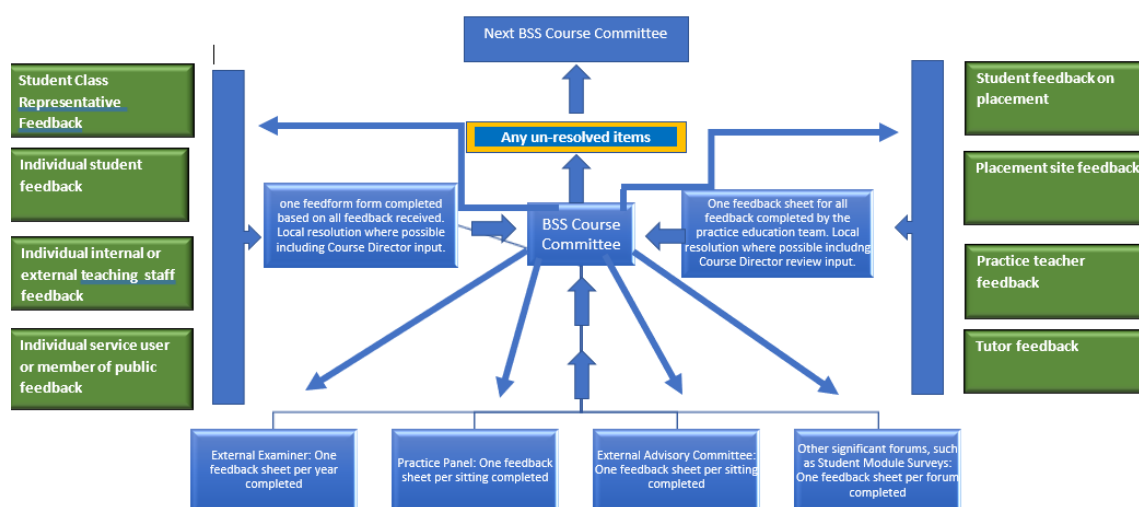 Next BSS Course Committee
Student Class
Representative
Feedback
Individual student
feedback
Individual internal or
external teaching staff
feedback
Individual service user
or member of public
feedback
Any un-resolved items
one feedform form completed
based on all feedback received.
Local resolution where possible
including Course Director input.
BSS Course
Committee
One feedback sheet for all
feedback completed by the
practice education team. Local
resolution where possible including
Course Director review input.
Student feedback on
placement
Placement site feedback
Practice teacher
feedback
Tutor feedback
External Examiner: One
feedback sheet per year
completed
Practice Panel: One feedback
sheet per sitting completed
External Advisory Committee:
One feedback sheet per sitting
completed
Other significant forums, such
as Student Module Surveys:
One feedback sheet per forum
completed